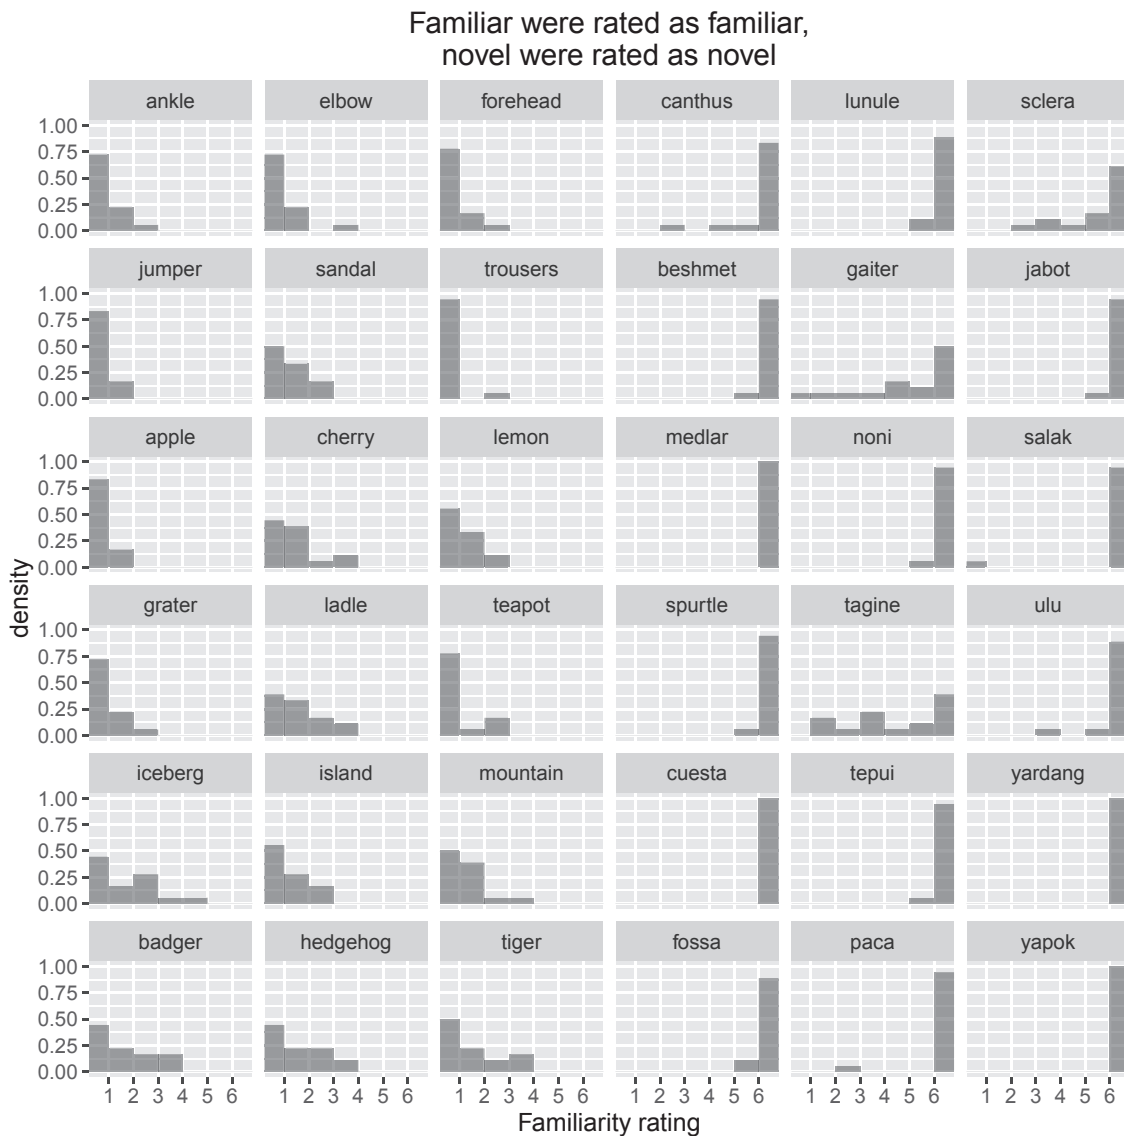 Familiar were rated as familiar,
novel were rated as novel
ankle elbow forehead canthus lunule sclera
1.00
0.75
0.50
0.25
0.00
jumper sandal trousers beshmet gaiter jabot
1.00
0.75
0.50
0.25
0.00
apple cherry lemon medlar noni salak
1.00
0.75
0.50
0.25
0.00
density
grater ladle teapot spurtle tagine ulu
1.00
0.75
0.50
0.25
0.00
iceberg island mountain cuesta tepui yardang
1.00
0.75
0.50
0.25
0.00
badger hedgehog tiger fossa paca yapok
1.00
0.75
0.50
0.25
0.00
1 2 3 4 5 6 1 2 3 4 5 6 1 2 3 4 5 6 1 2 3 4 5 6 1 2 3 4 5 6 1 2 3 4 5 6
Familiarity rating